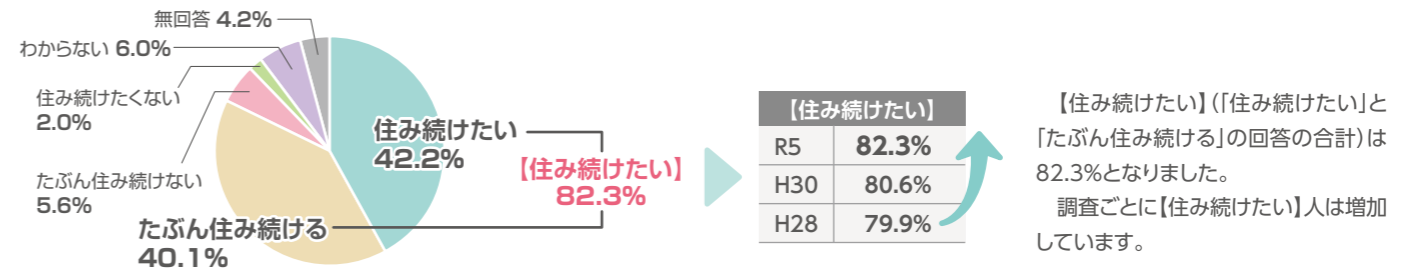 無回答 4.2%
わからない 6.0%
住み続けたくない
2.0%
たぶん住み続けない
5.6%
住み続けたい
42.2%
たぶん住み続ける
40.1%
【住み続けたい】
82.3%
【住み続けたい】
R5 82.3%
H30 80.6%
H28 79.9%
【住み続けたい】（「住み続けたい」と
「たぶん住み続ける」の回答の合計）は
82.3%となりました。
調査ごとに【住み続けたい】人は増加
しています。